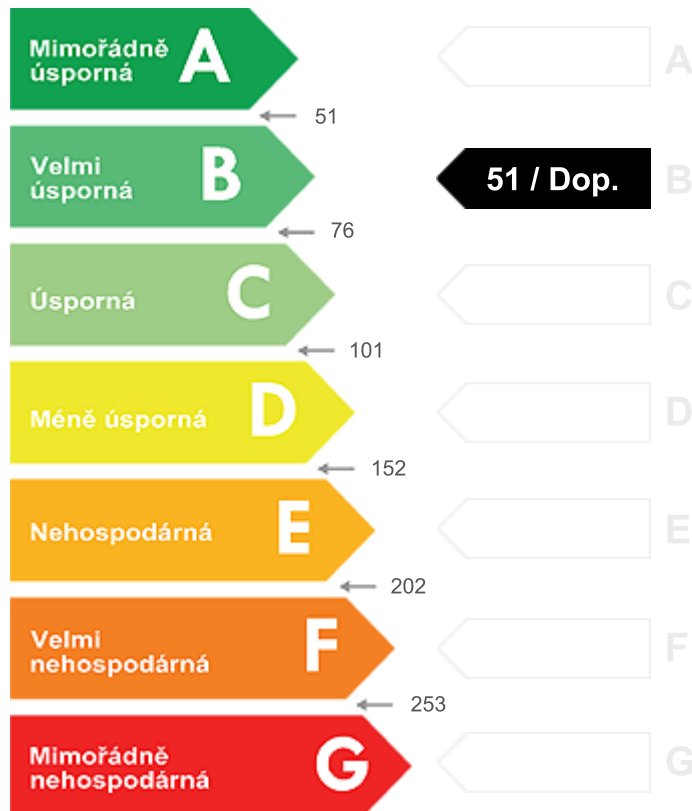 Mimořádně
úsporná
A
A
51
Velmi
úsporná
B
51 / Dop.
B
76
Úsporná
C
C
101
Méně úsporná
D
D
152
Nehospodárná
E
E
202
Velmi
nehospodárná
F
F
253
Mimořádně
nehospodárná
G
G